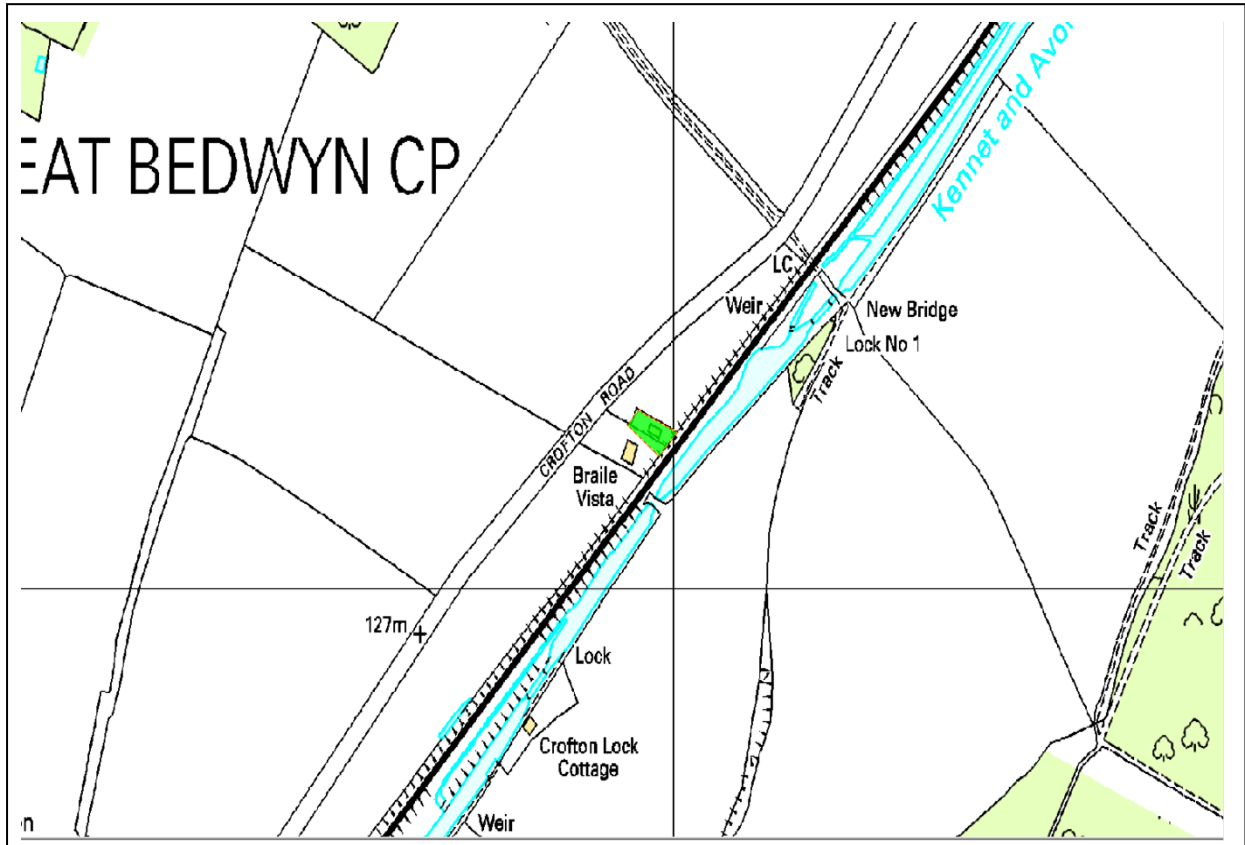 EAT BEDWYN CP
Kennet and Avon
LC
Weir
New Bridge
Lock No 1
Track
CROFTON ROAD
Braile
Vista
Track
Track
127m
Lock
Crofton Lock
Cottage
Weir